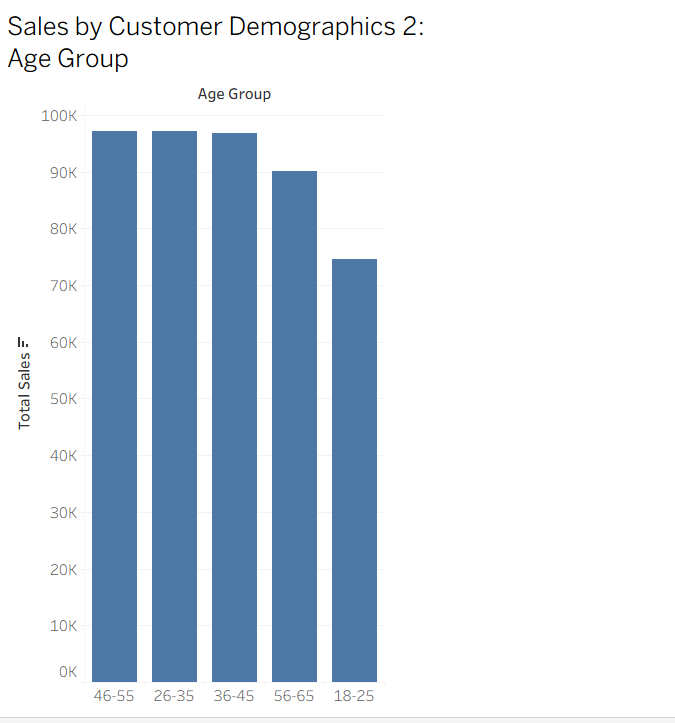 Sales by Customer Demographics 2:
Age Group
Age Group
100K
90K
80K
70K
60K
50K
40K
30K
20K
10K
0K
Total Sales
46-55 26-35 36-45 56-65 18-25